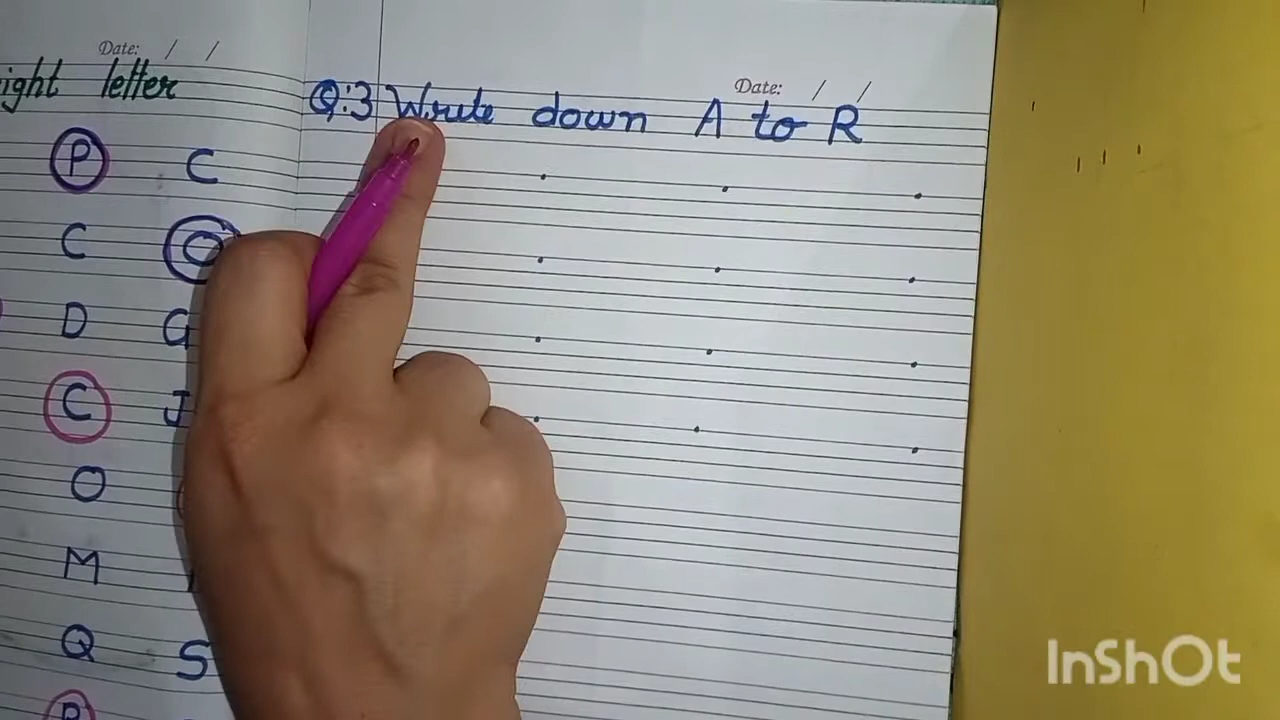 Date: / /
ight letter
P C
C O
D G
C J
O
M
Q S
Date: / /
Q:3 Write down A to R
InShOt